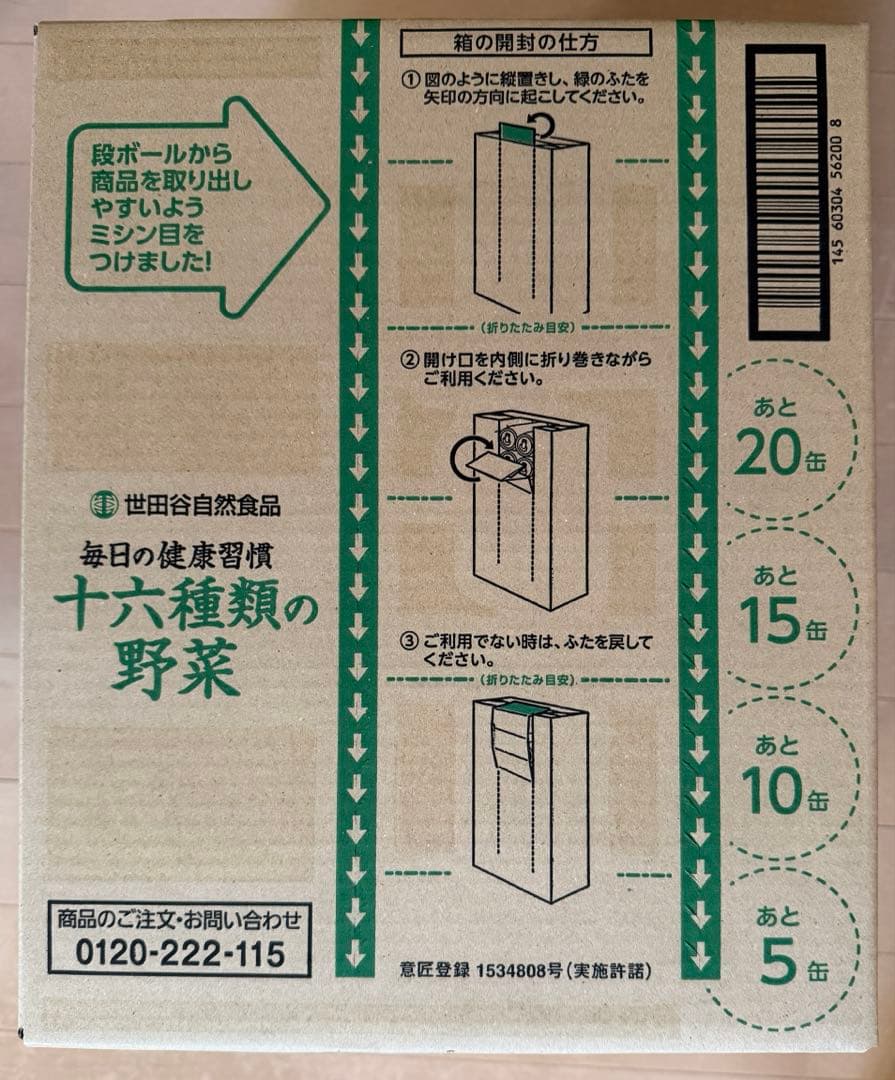 段ボールから
商品を取り出し
やすいよう
ミシン目を
つけました!
世田谷自然食品
毎日の健康習慣
十六種類の
野菜
商品のご注文・お問い合わせ
0120-222-115
箱の開封の仕方
① 図のように縦置きし、緑のふたを
矢印の方向に起こしてください。
(折りたたみ目安)
② 開け口を内側に折り巻きながら
ご利用ください。
③ ご利用でない時は、ふたを戻して
ください。
(折りたたみ目安)
意匠登録 1534808号(実施許諾)
145 60304 56200 8
あと
20缶
あと
15缶
あと
10缶
あと
5缶